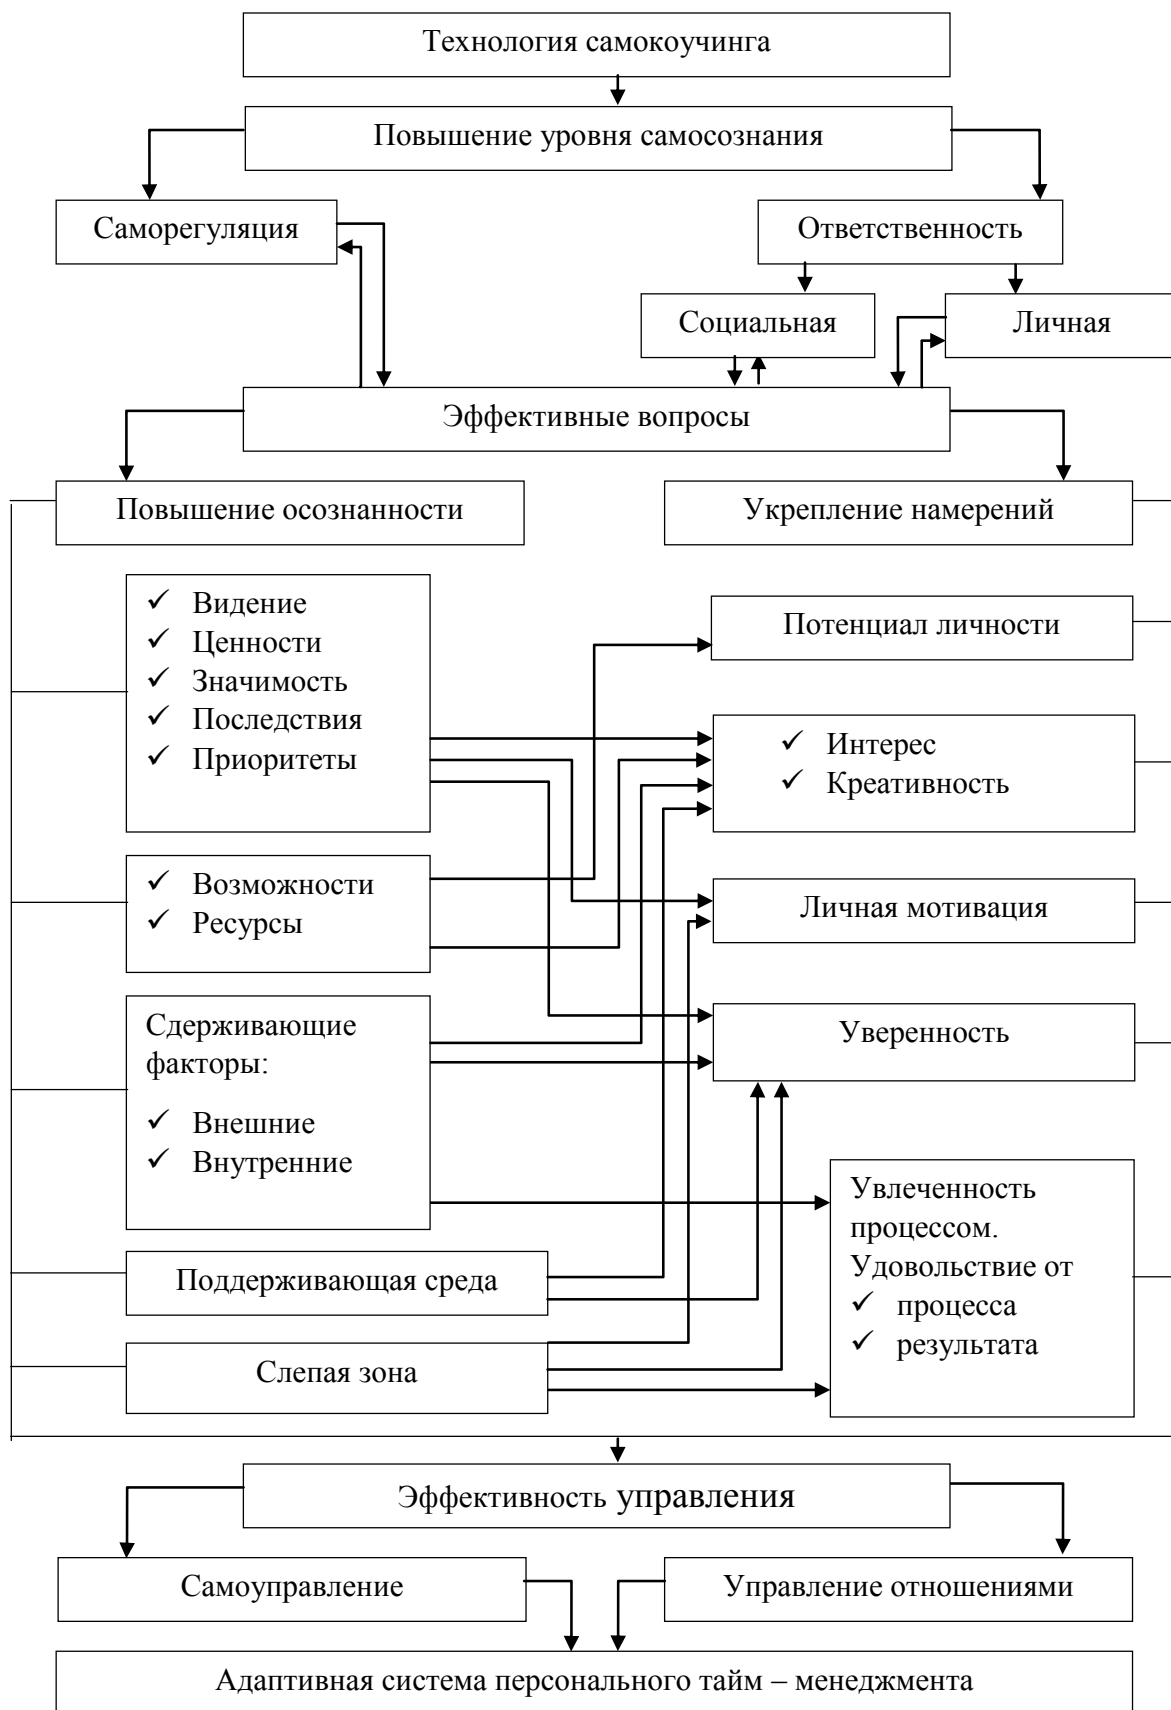 Технология самокоучинга
Повышение уровня самосознания
Саморегуляция
Ответственность
Социальная
Личная
Эффективные вопросы
Повышение осознанности
Укрепление намерений
✓ Видение
✓ Ценности
✓ Значимость
✓ Последствия
✓ Приоритеты
Потенциал личности
✓ Интерес
✓ Креативность
✓ Возможности
✓ Ресурсы
Личная мотивация
Сдерживающие
факторы:
✓ Внешние
✓ Внутренние
Уверенность
Увлеченность
процессом.
Удовольствие от
✓ процесса
✓ результата
Поддерживающая среда
Слепая зона
Эффективность управления
Самоуправление
Управление отношениями
Адаптивная система персонального тайм – менеджмента